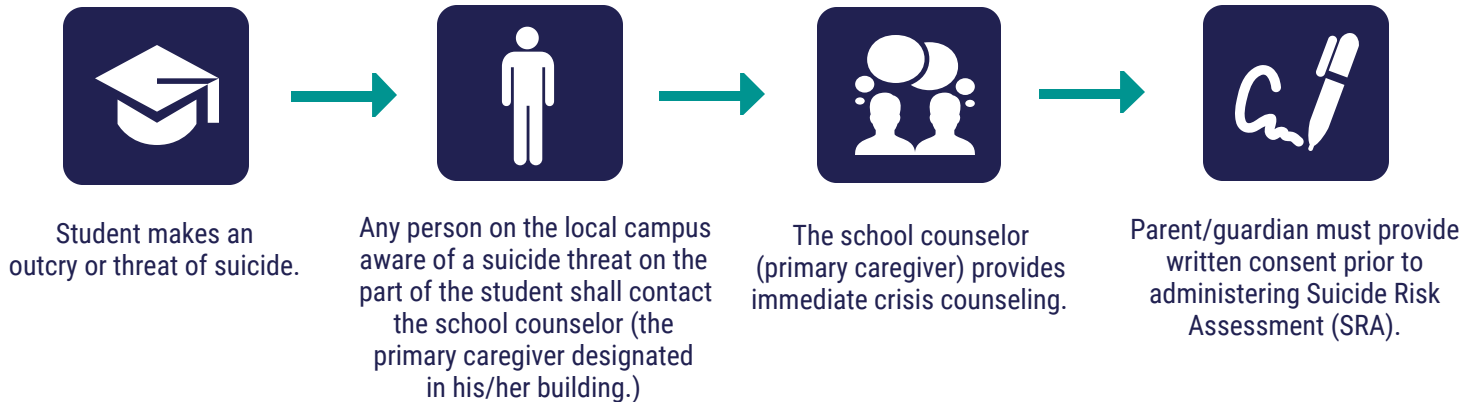 Student makes an
outcry or threat of suicide.
Any person on the local campus
aware of a suicide threat on the
part of the student shall contact
the school counselor (the
primary caregiver designated
in his/her building.)
The school counselor
(primary caregiver) provides
immediate crisis counseling.
Parent/guardian must provide
written consent prior to
administering Suicide Risk
Assessment (SRA).